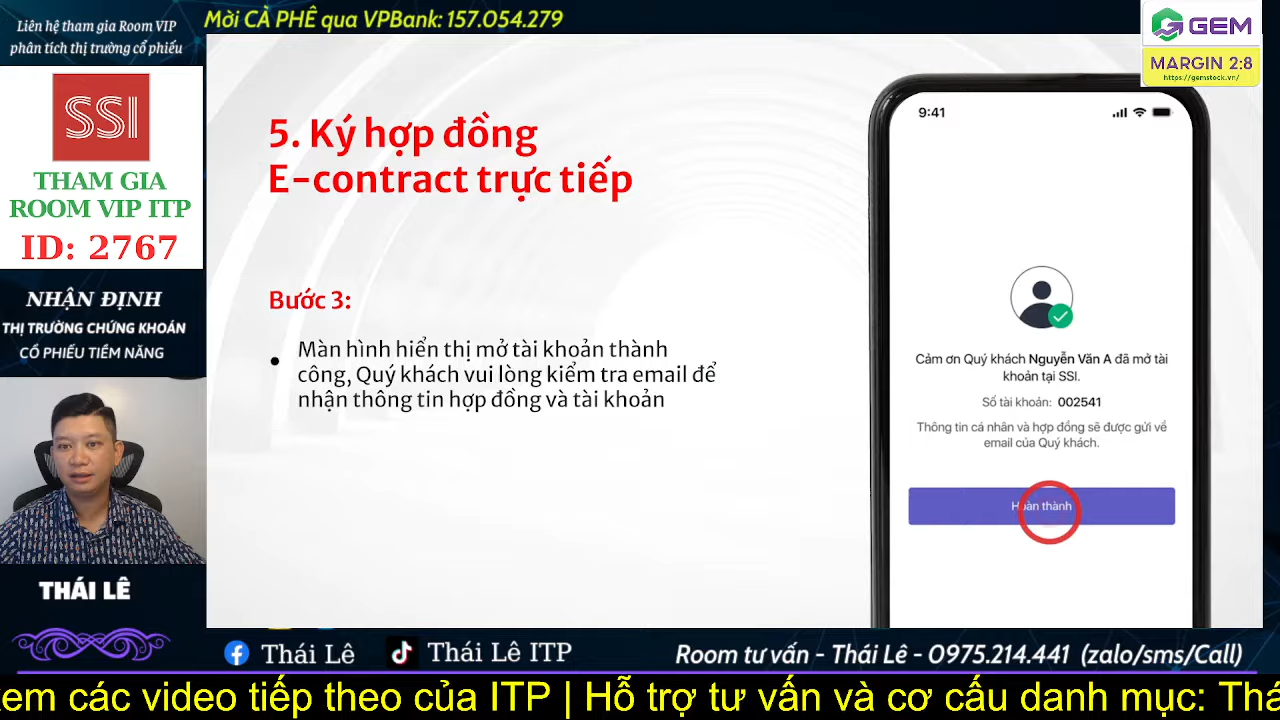 Liên hệ tham gia Room VIP
phân tích thị trường cổ phiếu
Mời CÀ PHÊ qua VPBank: 157.054.279
GEM
MARGIN 2:8
https://gemstock.vn/
SSI
THAM GIA
ROOM VIP ITP
ID: 2767
NHẬN ĐỊNH
THỊ TRƯỜNG CHỨNG KHOÁN
CỔ PHIẾU TIỀM NĂNG
THÁI LÊ
5. Ký hợp đồng
E-contract trực tiếp
Bước 3:
Màn hình hiển thị mở tài khoản thành
công, Quý khách vui lòng kiểm tra email để
nhận thông tin hợp đồng và tài khoản
9:41
Cảm ơn Quý khách Nguyễn Văn A đã mở tài
khoản tại SSI.
Số tài khoản: 002541
Thông tin cá nhân và hợp đồng sẽ được gửi về
email của Quý khách.
Hoàn thành
Thái Lê
Thái Lê ITP
Room tư vấn - Thái Lê - 0975.214.441 (zalo/sms/Call)
em các video tiếp theo của ITP | Hỗ trợ tư vấn và cơ cấu danh mục: Thá